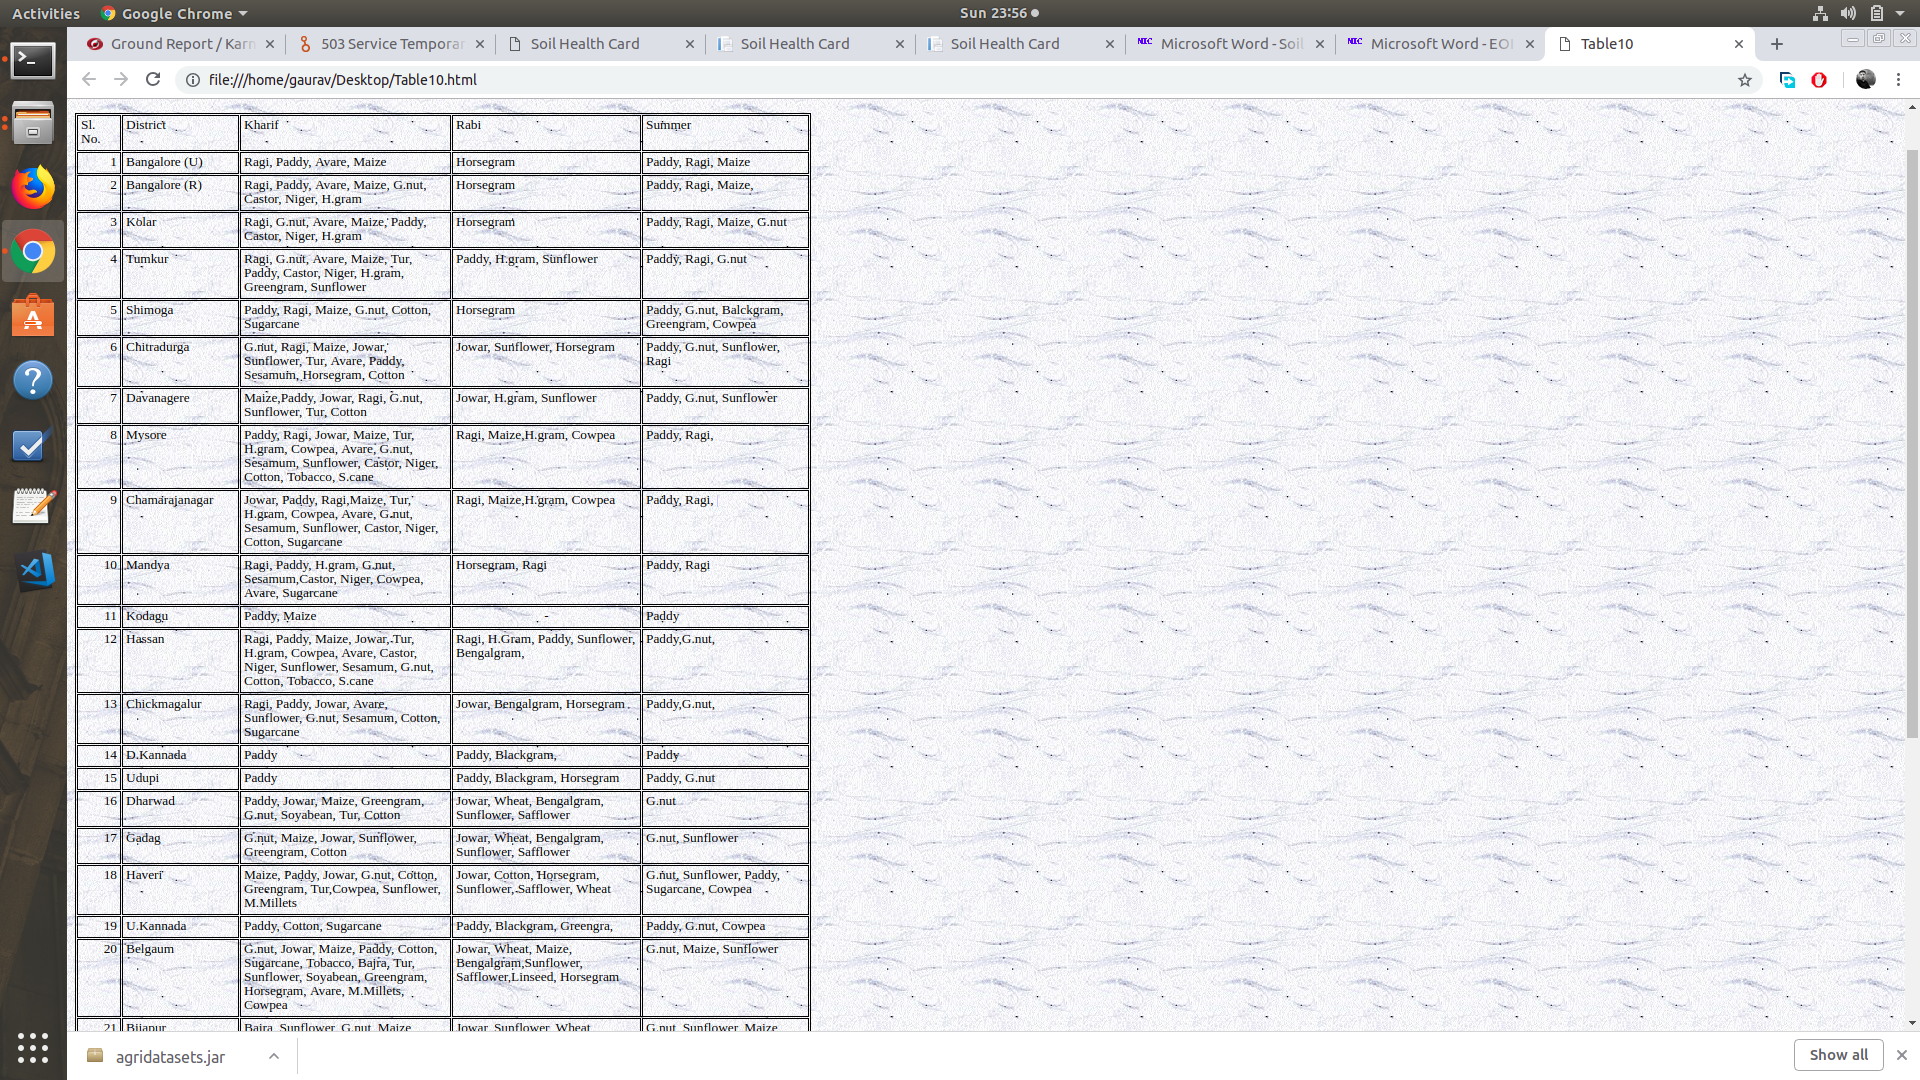 Activities Google Chrome Sun 23:56
Ground Report / Karn 503 Service Tempora Soil Health Card Soil Health Card Soil Health Card Microsoft Word - Soil Microsoft Word - EO Table10
file:///home/gaurav/Desktop/Table10.html
Sl. District Kharif Rabi Summer
No.
1 Bangalore (U) Ragi, Paddy, Avare, Maize Horsegram Paddy, Ragi, Maize
2 Bangalore (R) Ragi, Paddy, Avare, Maize, G.nut, Horsegram Paddy, Ragi, Maize,
Castor, Niger, H.gram
3 Kolar Ragi, G.nut, Avare, Maize, Paddy, Horsegram Paddy, Ragi, Maize, G.nut
Castor, Niger, H.gram
4 Tumkur Ragi, G.nut, Avare, Maize, Tur, Paddy, H.gram, Sunflower Paddy, Ragi, G.nut
Paddy, Castor, Niger, H.gram,
Greengram, Sunflower
5 Shimoga Paddy, Ragi, Maize, G.nut, Cotton, Horsegram Paddy, G.nut, Balckgram,
Sugarcane Greengram, Cowpea
6 Chitradurga G.nut, Ragi, Maize, Jowar, Jowar, Sunflower, Horsegram Paddy, G.nut, Sunflower,
Sunflower, Tur, Avare, Paddy, Ragi
Sesamum, Horsegram, Cotton
7 Davanagere Maize,Paddy, Jowar, Ragi, G.nut, Jowar, H.gram, Sunflower Paddy, G.nut, Sunflower
Sunflower, Tur, Cotton
8 Mysore Paddy, Ragi, Jowar, Maize, Tur, Ragi, Maize,H.gram, Cowpea Paddy, Ragi,
H.gram, Cowpea, Avare, G.nut,
Sesamum, Sunflower, Castor, Niger,
Cotton, Tobacco, S.cane
9 Chamarajanagar Jowar, Paddy, Ragi,Maize, Tur, Ragi, Maize,H.gram, Cowpea Paddy, Ragi,
H.gram, Cowpea, Avare, G.nut,
Sesamum, Sunflower, Castor, Niger,
Cotton, Sugarcane
10 Mandya Ragi, Paddy, H.gram, G.nut, Horsegram, Ragi Paddy, Ragi
Sesamum,Castor, Niger, Cowpea,
Avare, Sugarcane
11 Kodagu Paddy, Maize - Paddy
12 Hassan Ragi, Paddy, Maize, Jowar, Tur, Ragi, H.Gram, Paddy, Sunflower, Paddy,G.nut,
H.gram, Cowpea, Avare, Castor, Bengalgram,
Niger, Sunflower, Sesamum, G.nut,
Cotton, Tobacco, S.cane
13 Chickmagalur Ragi, Paddy, Jowar, Avare, Jowar, Bengalgram, Horsegram Paddy,G.nut,
Sunflower, G.nut, Sesamum, Cotton,
Sugarcane
14 D.Kannada Paddy Paddy, Blackgram, Paddy
15 Udupi Paddy Paddy, Blackgram, Horsegram Paddy, G.nut
16 Dharwad Paddy, Jowar, Maize, Greengram, Jowar, Wheat, Bengalgram, G.nut
G.nut, Soyabean, Tur, Cotton Sunflower, Safflower
17 Gadag G.nut, Maize, Jowar, Sunflower, Jowar, Wheat, Bengalgram, G.nut, Sunflower
Greengram, Cotton Sunflower, Safflower
18 Haveri Maize, Paddy, Jowar, G.nut, Cotton, Jowar, Cotton, Horsegram, G.nut, Sunflower, Paddy,
Greengram, Tur,Cowpea, Sunflower, Sunflower, Safflower, Wheat Sugarcane, Cowpea
M.Millets
19 U.Kannada Paddy, Cotton, Sugarcane Paddy, Blackgram, Greengra, Paddy, G.nut, Cowpea
20 Belgaum G.nut, Jowar, Maize, Paddy, Cotton, Jowar, Wheat, Maize, G.nut, Maize, Sunflower
Sugarcane, Tobacco, Bajra, Tur, Bengalgram,Sunflower,
Sunflower, Soyabean, Greengram, Safflower,Linseed, Horsegram
Horsegram, Avare, M.Millets,
Cowpea
21 Bijapur Bajra, Sunflower, G.nut, Maize Jowar, Sunflower, Wheat G.nut, Sunflower, Maize
agridatasets.jar Show all